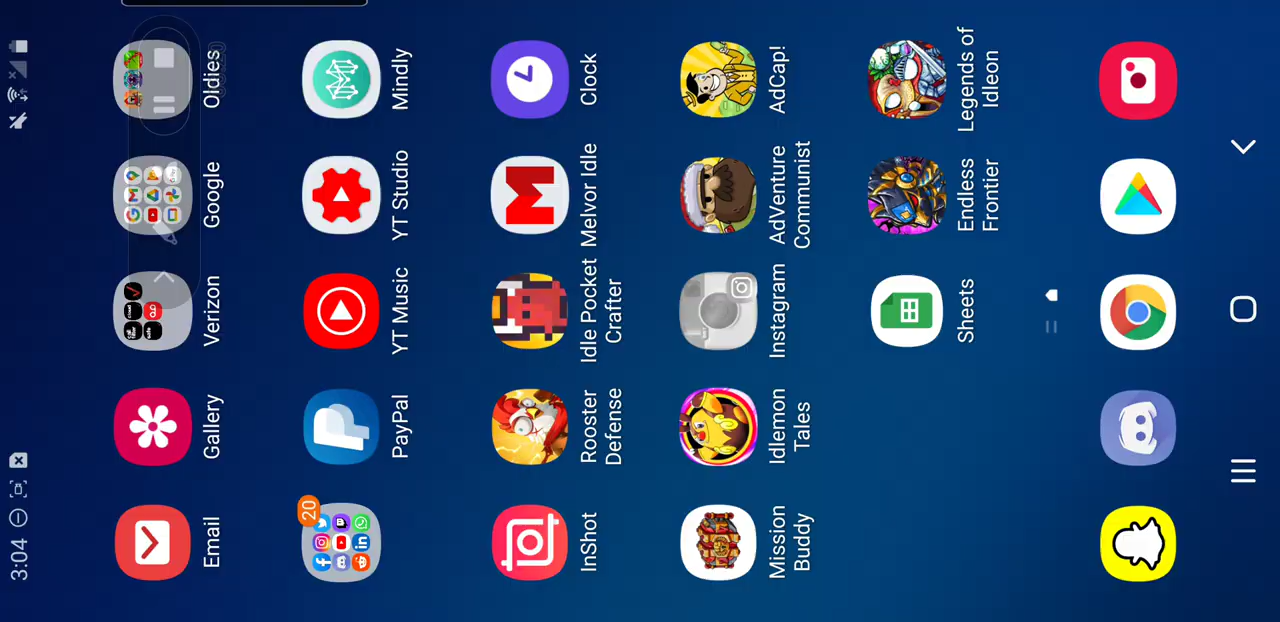 3:04
Email
Gallery
Verizon
Google
Oldies
20
PayPal
YT Music
YT Studio
Mindly
InShot
Rooster
Defense
Idle Pocket
Crafter
Melvor Idle
Clock
Mission
Buddy
Idlemon
Tales
Instagram
AdVenture
Communist
AdCap!
Sheets
Endless
Frontier
Legends of
Idleon